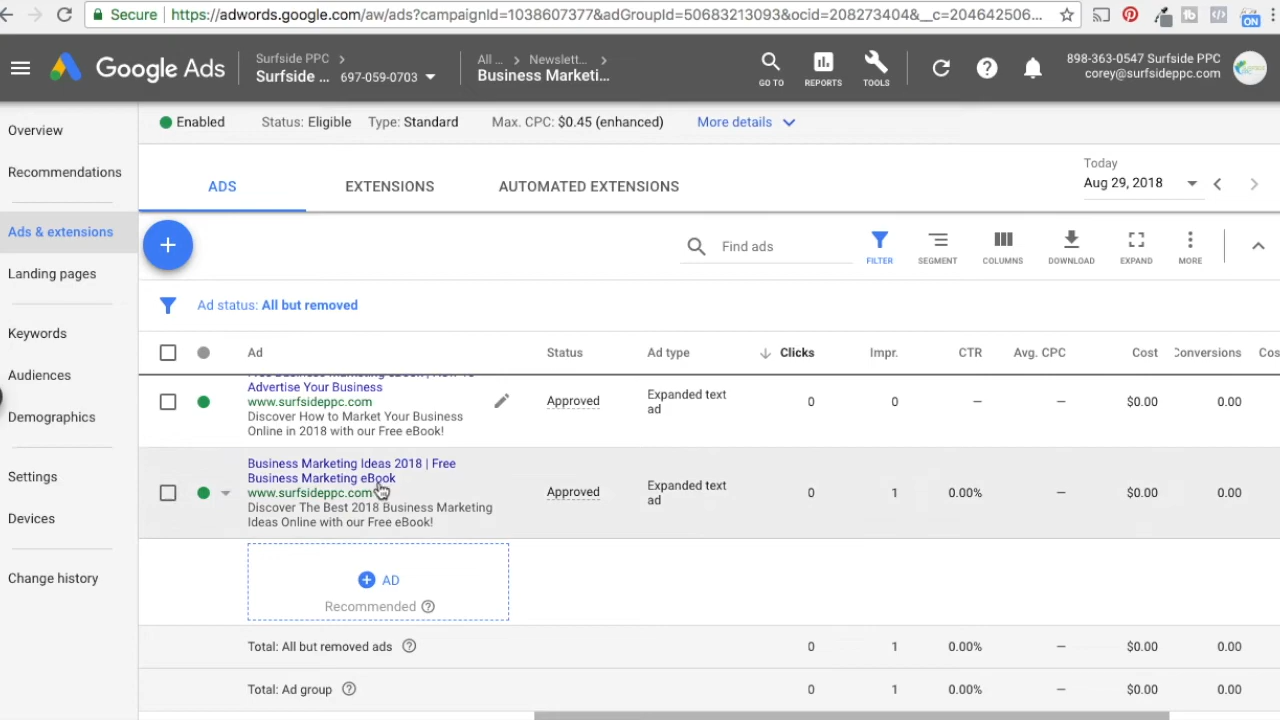 Secure https://adwords.google.com/aw/ads?campaignId=1038607377&adGroupId=50683213093&ocid=208273404&__c=204642506...
ON
Google Ads
Surfside PPC
Surfside ... 697-059-0703
All ... Newslett...
Business Marketi...
GO TO
REPORTS
TOOLS
898-363-0547 Surfside PPC
corey@surfsideppc.com
Overview
Recommendations
Ads & extensions
Landing pages
Keywords
Audiences
Demographics
Settings
Devices
Change history
Enabled Status: Eligible Type: Standard Max. CPC: $0.45 (enhanced) More details
ADS EXTENSIONS AUTOMATED EXTENSIONS
Today
Aug 29, 2018
Find ads
FILTER SEGMENT COLUMNS DOWNLOAD EXPAND MORE
Ad status: All but removed
Ad Status Ad type Clicks Impr. CTR Avg. CPC Cost Conversions Cos
Free Business Marketing eBook | How To
Advertise Your Business
www.surfsideppc.com
Discover How to Market Your Business
Online in 2018 with our Free eBook!
Approved
Expanded text
ad
0 0 — — $0.00 0.00
Business Marketing Ideas 2018 | Free
Business Marketing eBook
www.surfsideppc.com
Discover The Best 2018 Business Marketing
Ideas Online with our Free eBook!
Approved
Expanded text
ad
0 1 0.00% — $0.00 0.00
AD
Recommended
Total: All but removed ads 0 1 0.00% — $0.00 0.00
Total: Ad group 0 1 0.00% — $0.00 0.00